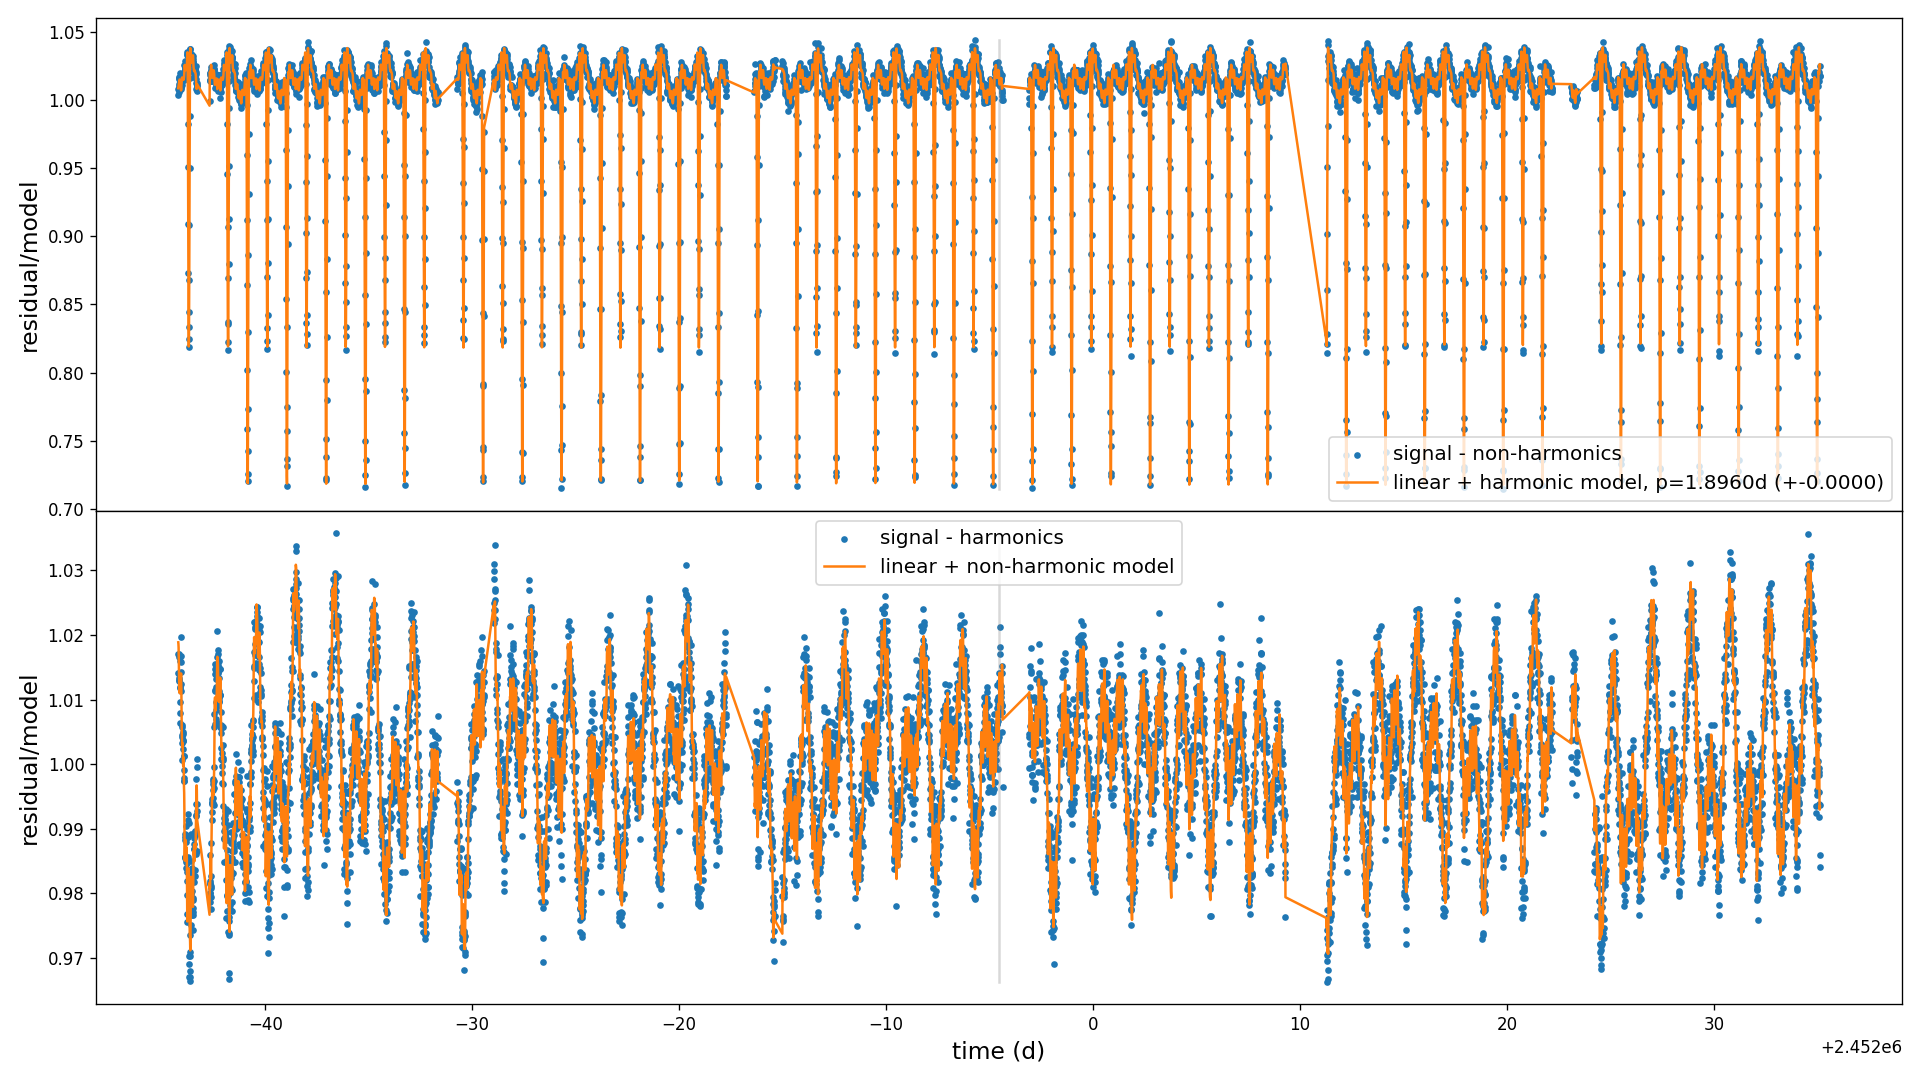 1.05
1.00
0.95
0.90
0.85
0.80
0.75
0.70
residual/model
signal - non-harmonics
linear + harmonic model, p=1.8960d (+-0.0000)
signal - harmonics
linear + non-harmonic model
1.03
1.02
1.01
1.00
0.99
0.98
0.97
residual/model
−40
−30
−20
−10
0
10
20
30
time (d)
+2.452e6